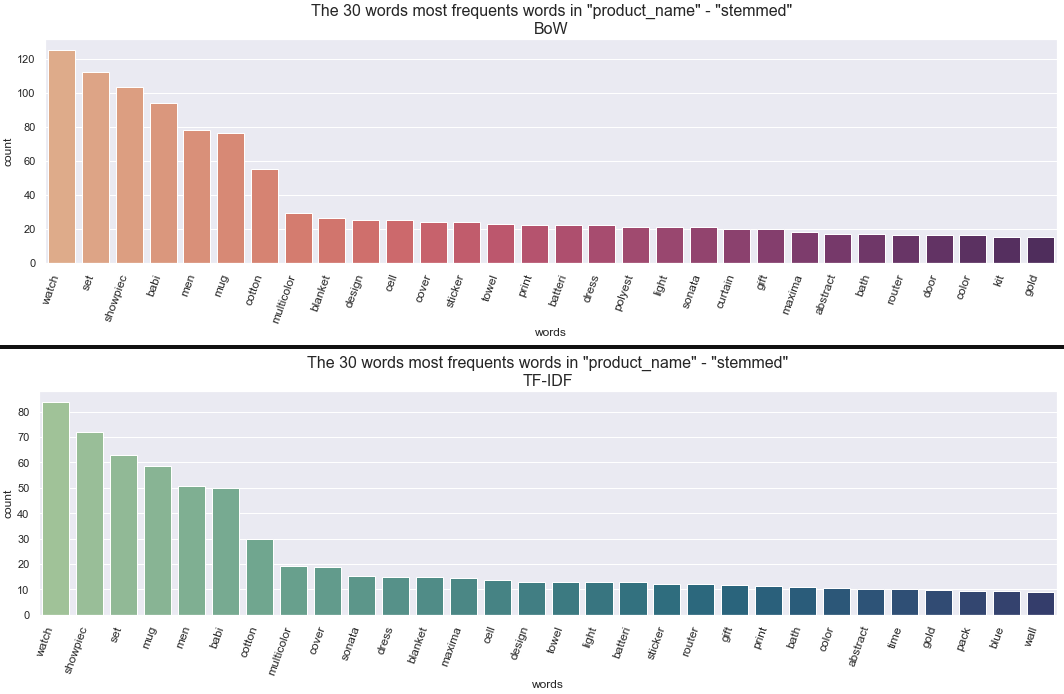 The 30 words most frequents words in "product_name" - "stemmed"
BoW
120
100
80
60
40
20
0
count
watch set showpiec babi men mug cotton multicolor blanket design cell cover sticker towel print batteri dress polyest light sonata curtain gift maxima abstract bath router door color kit gold
words
The 30 words most frequents words in "product_name" - "stemmed"
TF-IDF
80
70
60
50
40
30
20
10
0
count
watch showpiec set mug men babi cotton multicolor cover sonata dress blanket maxima cell design towel light batteri sticker router gift print bath color abstract time gold pack blue wall
words